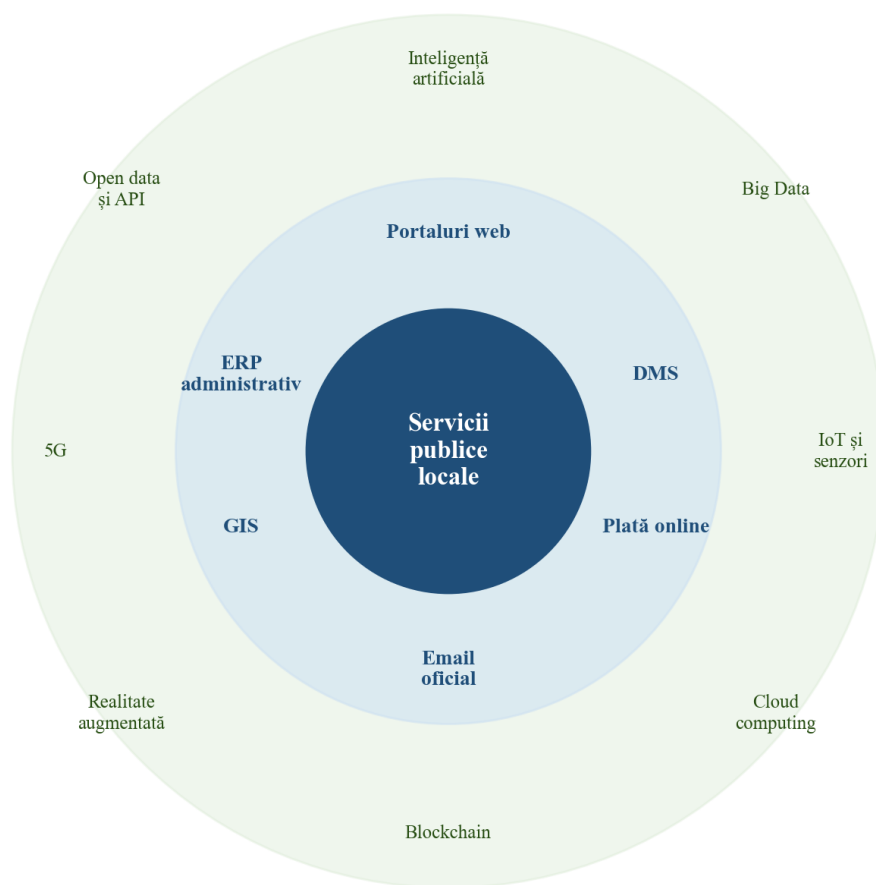 Inteligență
artificială
Open data
și API
Big Data
Portaluri web
ERP
administrativ
DMS
Servicii
publice
locale
5G
IoT și
senzori
GIS
Plată online
Email
oficial
Realitate
augmentată
Cloud
computing
Blockchain